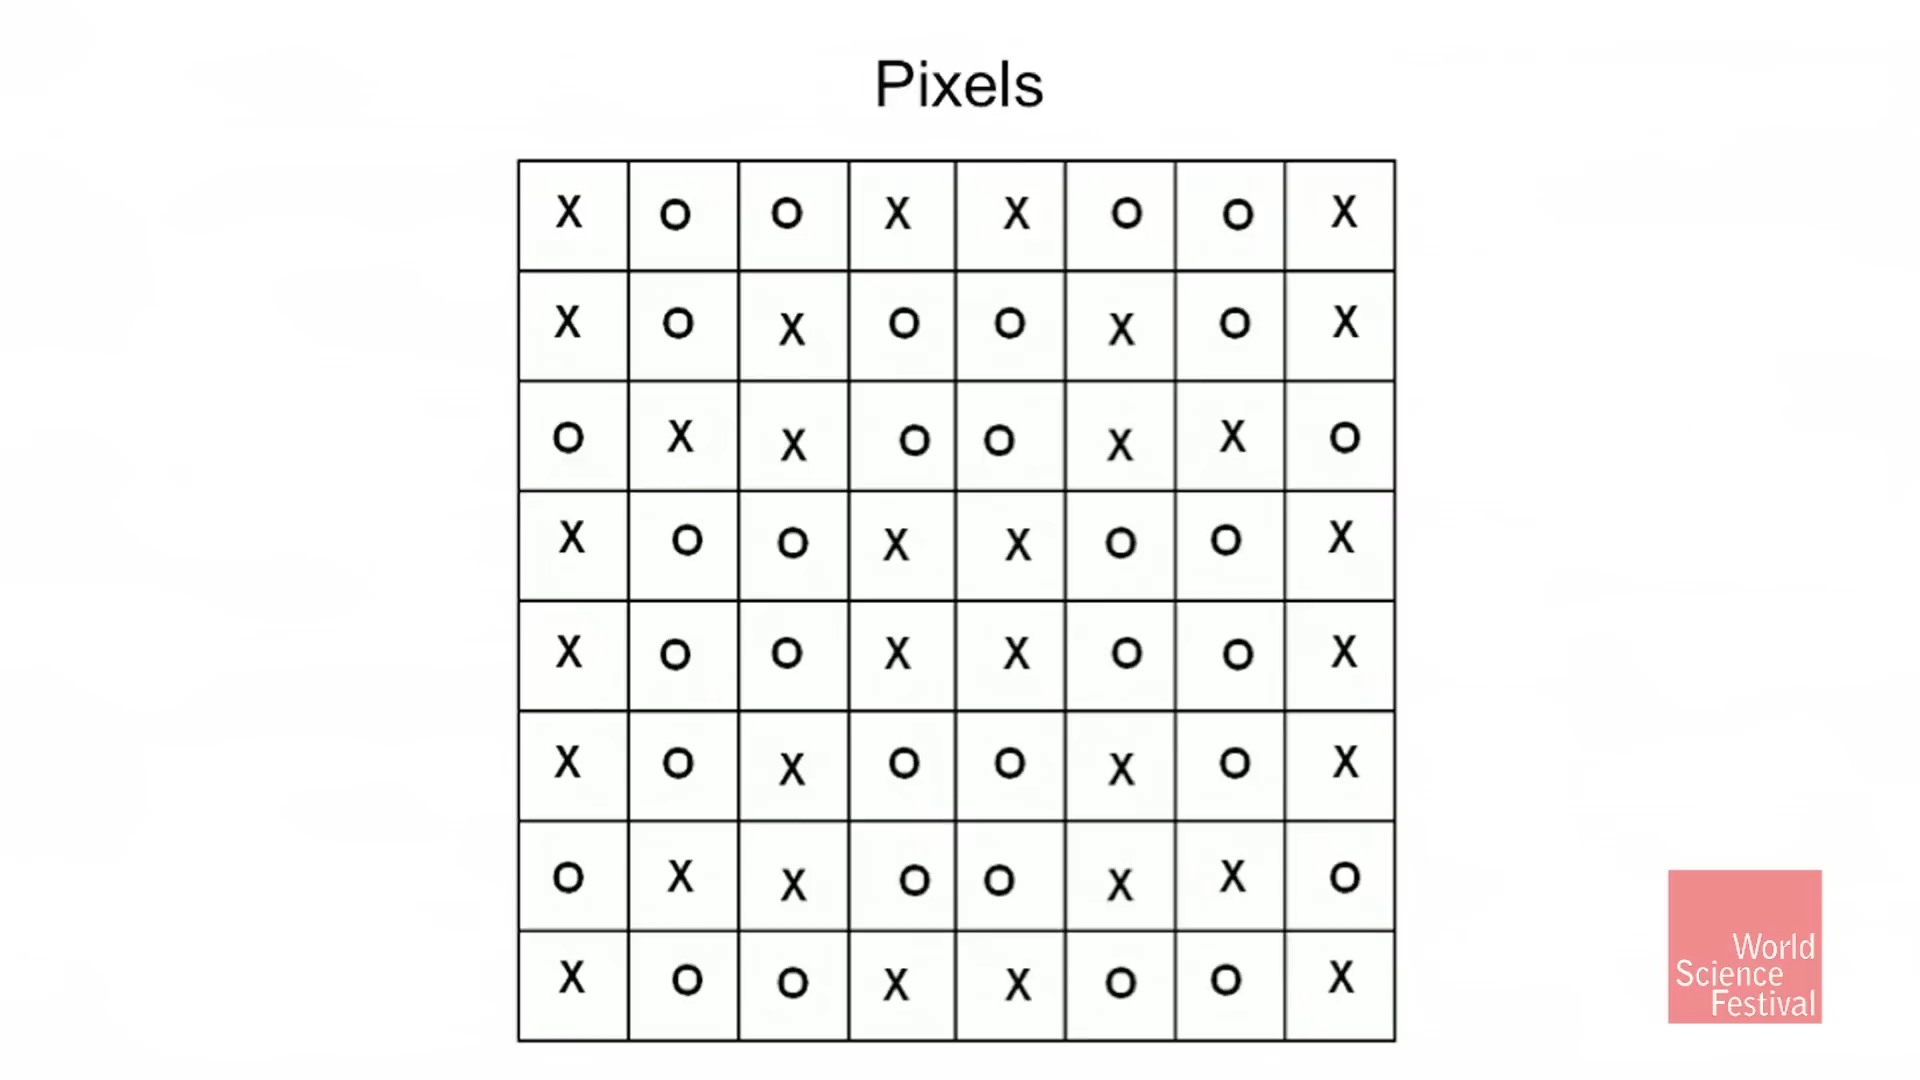 Pixels
X O O X X O O X
X O X O O X O X
O X X O O X X O
X O O X X O O X
X O O X X O O X
X O X O O X O X
O X X O O X X O
X O O X X O O X
World
Science
Festival